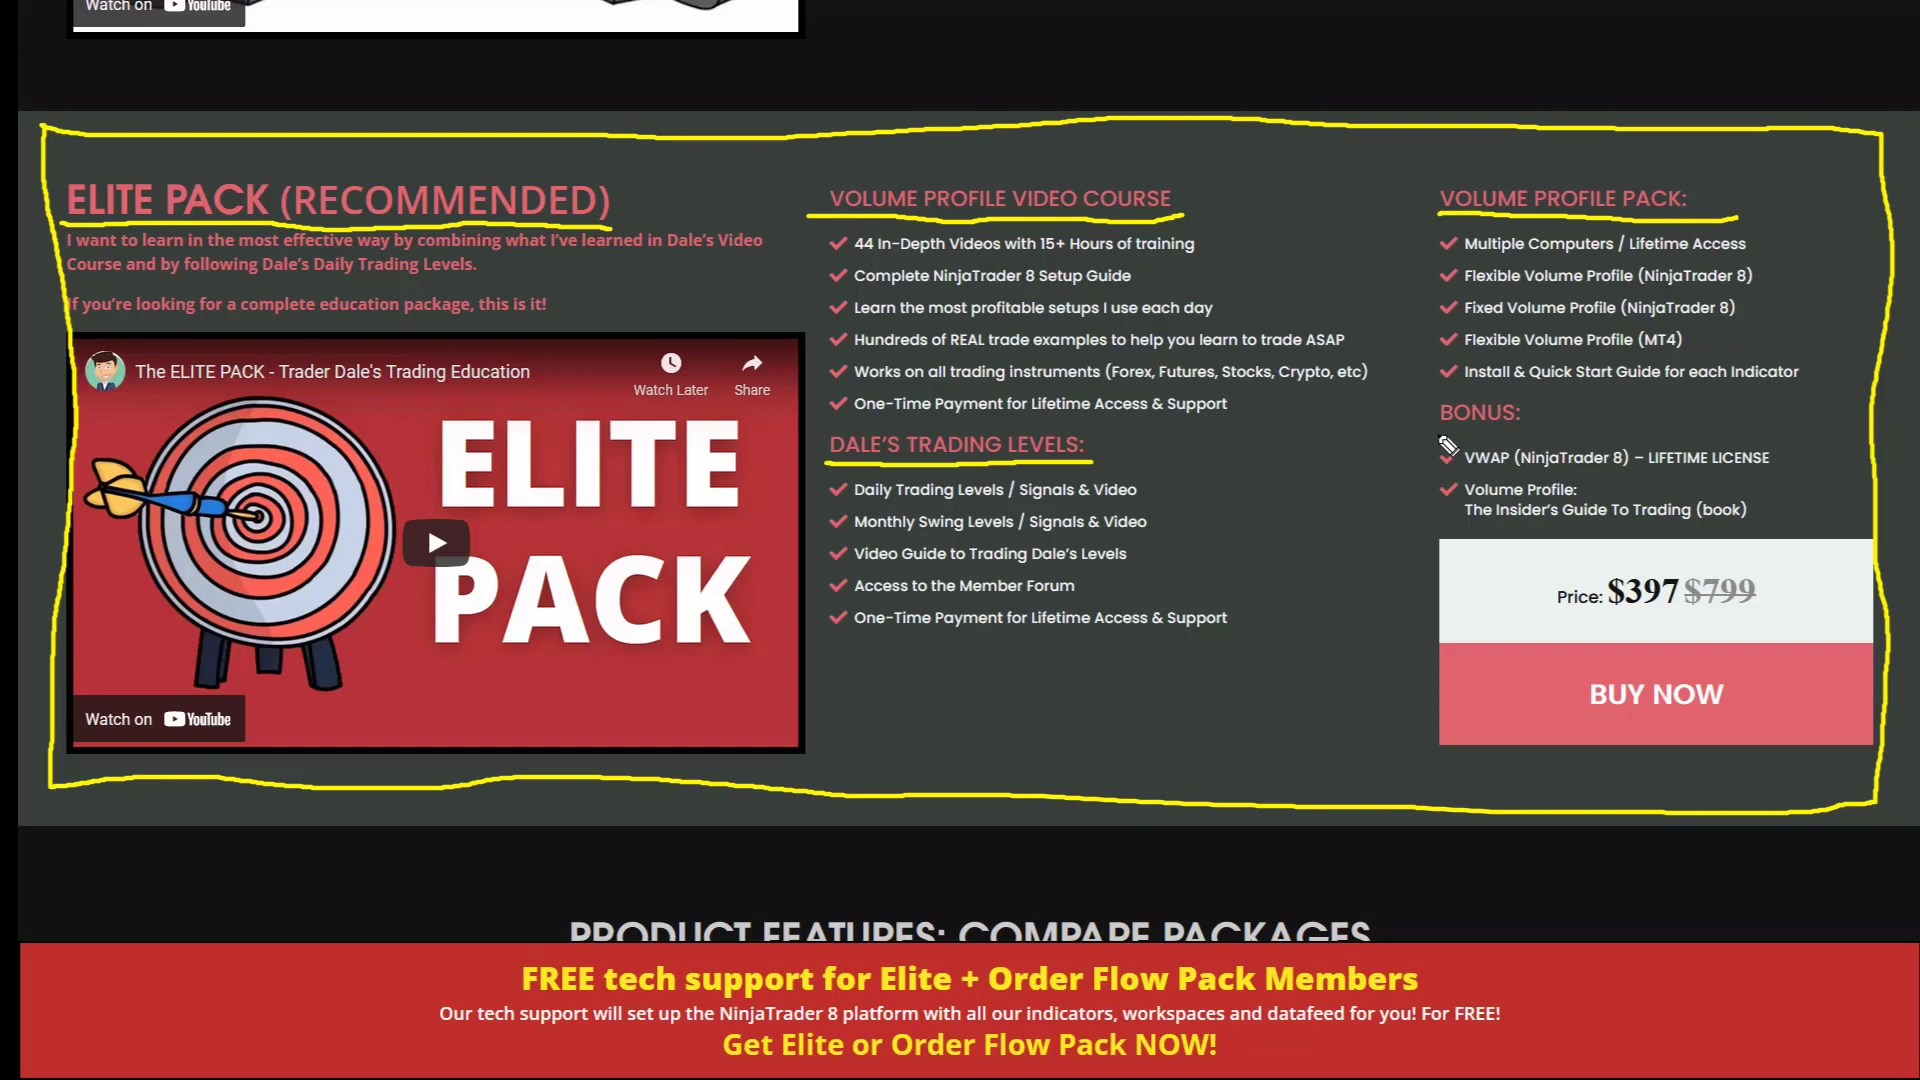 Watch on YouTube
ELITE PACK (RECOMMENDED)
I want to learn in the most effective way by combining what I've learned in Dale's Video
Course and by following Dale's Daily Trading Levels.
If you're looking for a complete education package, this is it!
The ELITE PACK - Trader Dale's Trading Education
Watch Later
Share
ELITE
PACK
Watch on YouTube
VOLUME PROFILE VIDEO COURSE
44 In-Depth Videos with 15+ Hours of training
Complete NinjaTrader 8 Setup Guide
Learn the most profitable setups I use each day
Hundreds of REAL trade examples to help you learn to trade ASAP
Works on all trading instruments (Forex, Futures, Stocks, Crypto, etc)
One-Time Payment for Lifetime Access & Support
DALE'S TRADING LEVELS:
Daily Trading Levels / Signals & Video
Monthly Swing Levels / Signals & Video
Video Guide to Trading Dale's Levels
Access to the Member Forum
One-Time Payment for Lifetime Access & Support
VOLUME PROFILE PACK:
Multiple Computers / Lifetime Access
Flexible Volume Profile (NinjaTrader 8)
Fixed Volume Profile (NinjaTrader 8)
Flexible Volume Profile (MT4)
Install & Quick Start Guide for each Indicator
BONUS:
VWAP (NinjaTrader 8) – LIFETIME LICENSE
Volume Profile:
The Insider's Guide To Trading (book)
Price: $397 $799
BUY NOW
PRODUCT FEATURES: COMPARE PACKAGES
FREE tech support for Elite + Order Flow Pack Members
Our tech support will set up the NinjaTrader 8 platform with all our indicators, workspaces and datafeed for you! For FREE!
Get Elite or Order Flow Pack NOW!